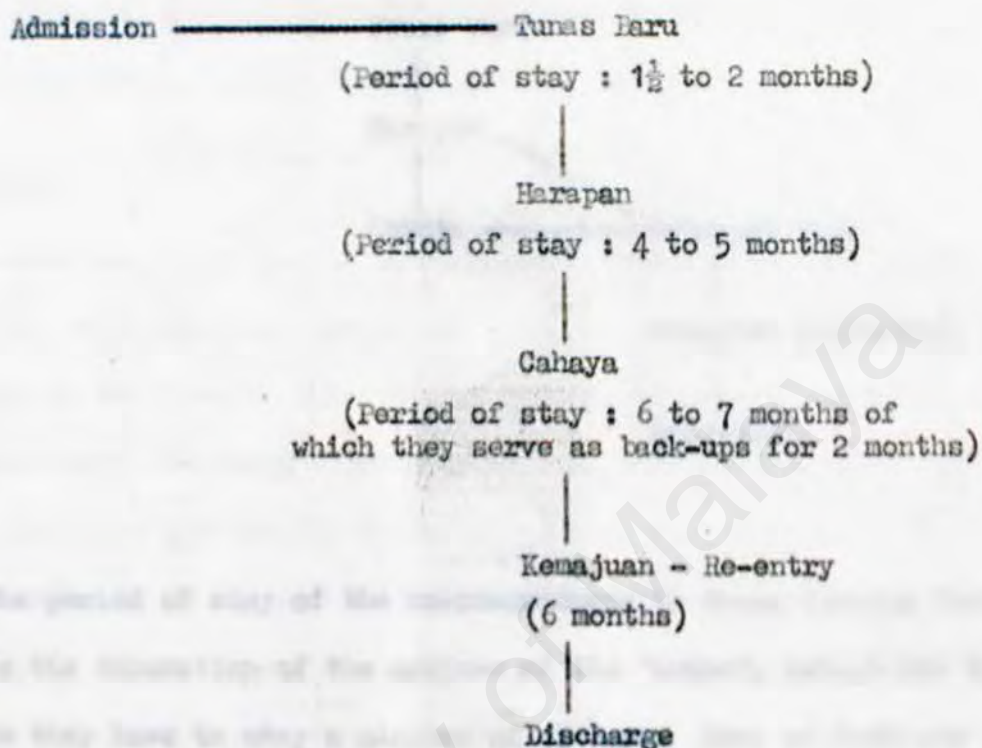 Admission Tunas Baru
(Period of stay : 1½ to 2 months)
Harapan
(Period of stay : 4 to 5 months)
Cahaya
(Period of stay : 6 to 7 months of
which they serve as back-ups for 2 months)
Kemajuan - Re-entry
(6 months)
Discharge
of Malaya